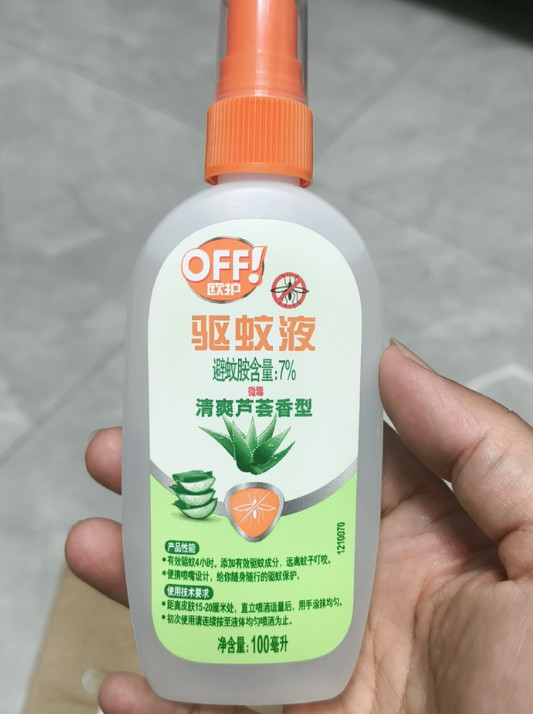 OFF!
欧护
驱蚊液
避蚊胺含量:7%
微毒
清爽芦荟香型
产品性能
•有效驱蚊4小时，添加有效驱蚊成分，远离蚊子叮咬。
•便携喷嘴设计，给你随身随行的驱蚊保护。
使用技术要求
•距离皮肤15-20厘米处，直立喷洒适量后，用手涂抹均匀。
•初次使用请连续按至液体均匀喷洒为止。
净含量：100毫升
1210070